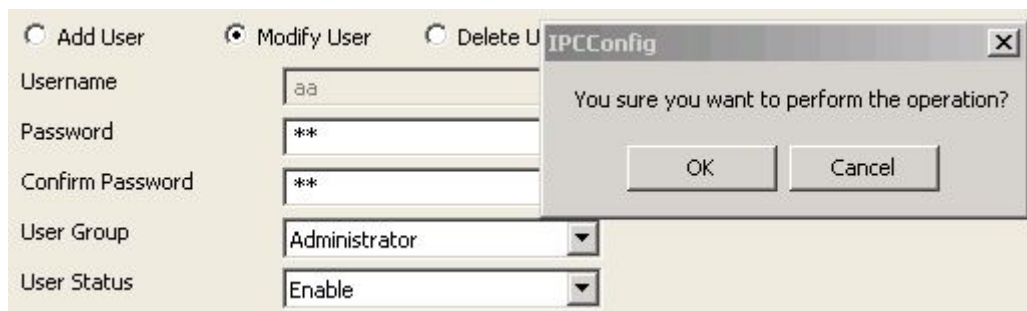 Add User Modify User Delete U
IPCConfig
Username aa
You sure you want to perform the operation?
Password **
OK Cancel
Confirm Password **
User Group Administrator
User Status Enable